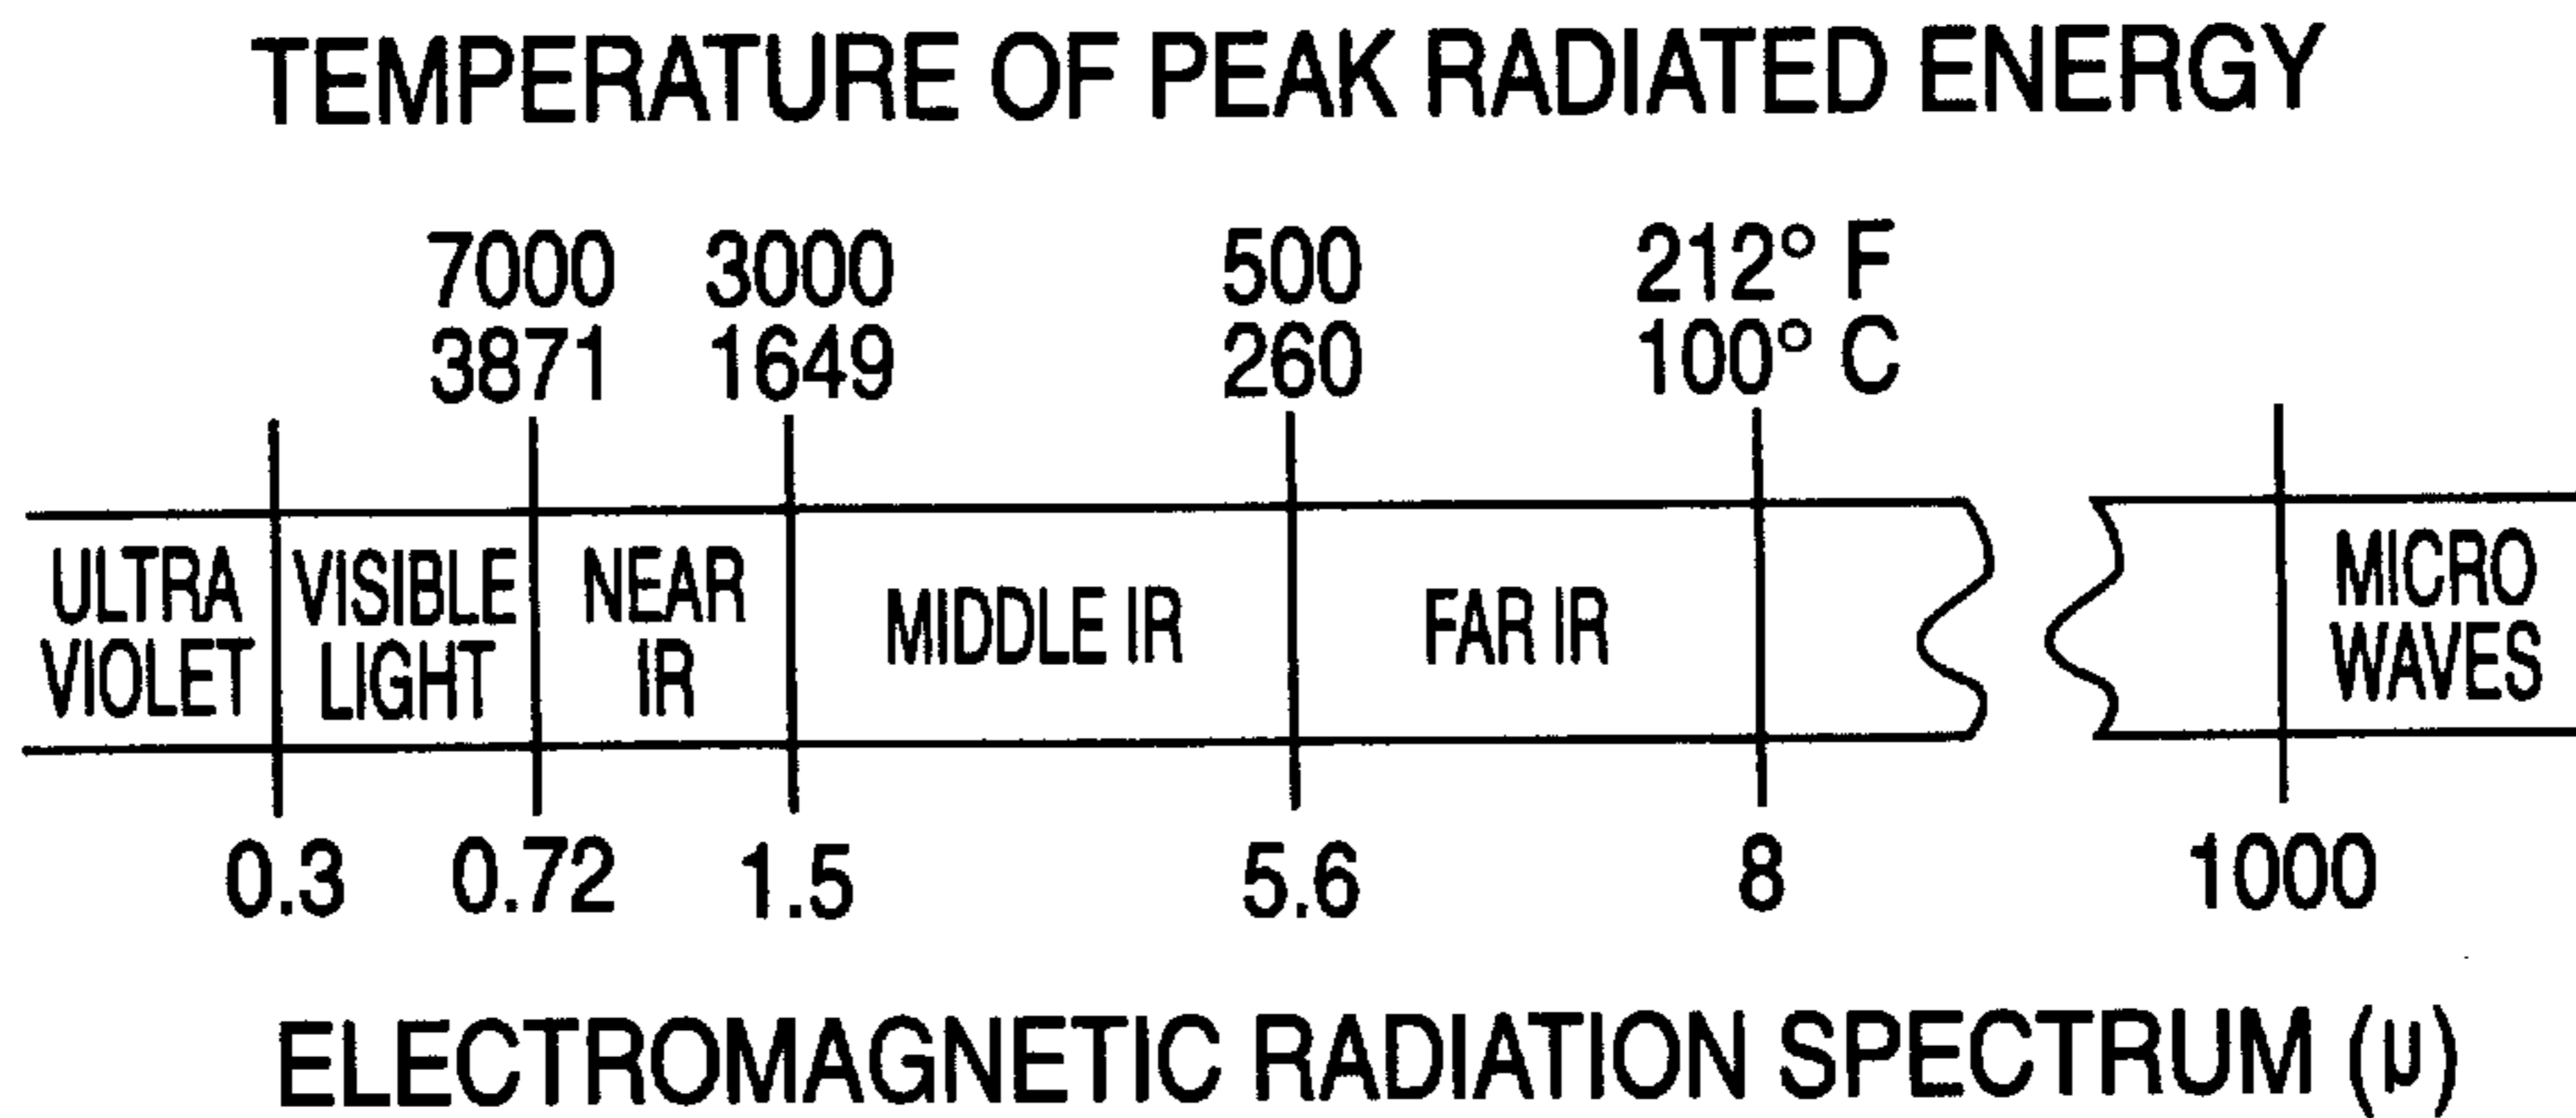 TEMPERATURE OF PEAK RADIATED ENERGY
7000 3000 500 212° F
3871 1649 260 100° C
ULTRA VIOLET
VISIBLE LIGHT
NEAR IR
MIDDLE IR
FAR IR
MICRO WAVES
0.3 0.72 1.5 5.6 8 1000
ELECTROMAGNETIC RADIATION SPECTRUM (µ)